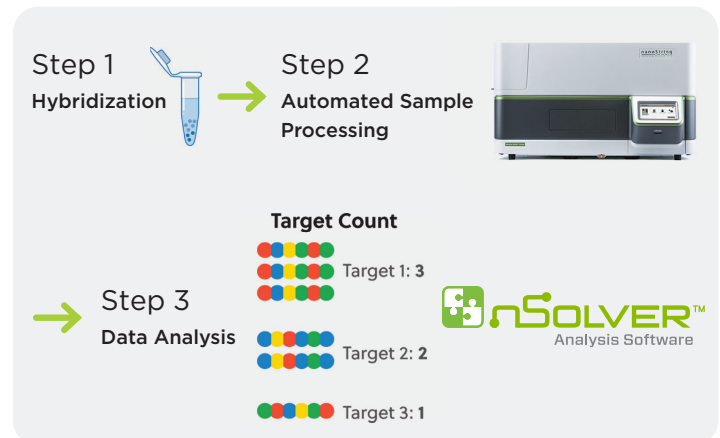 Step 1
Hybridization
Step 2
Automated Sample
Processing
nanoString
Step 3
Data Analysis
Target Count
Target 1: 3
Target 2: 2
Target 3: 1
nSOLVER™
Analysis Software